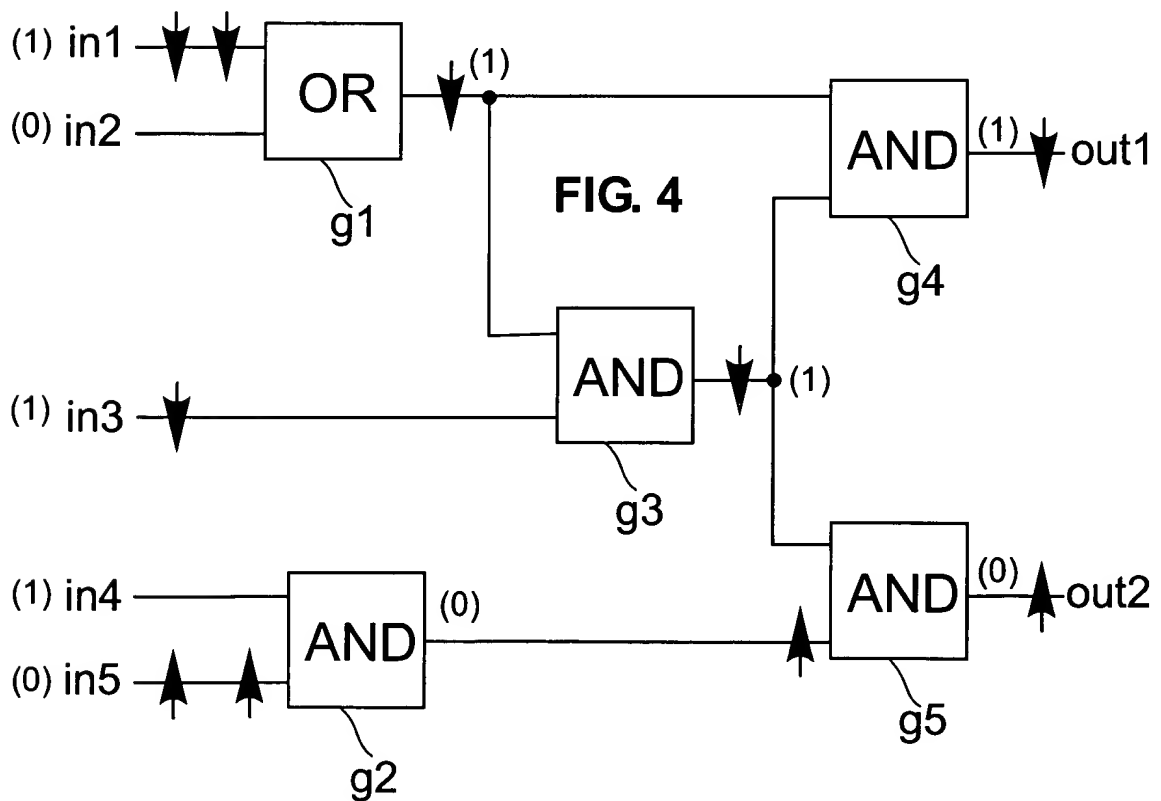 (1) in1
OR
(1)
(0) in2
g1
FIG. 4
AND
(1)
out1
g4
(1) in3
AND
(1)
g3
(1) in4
(0) in5
AND
(0)
g2
AND
(0)
out2
g5